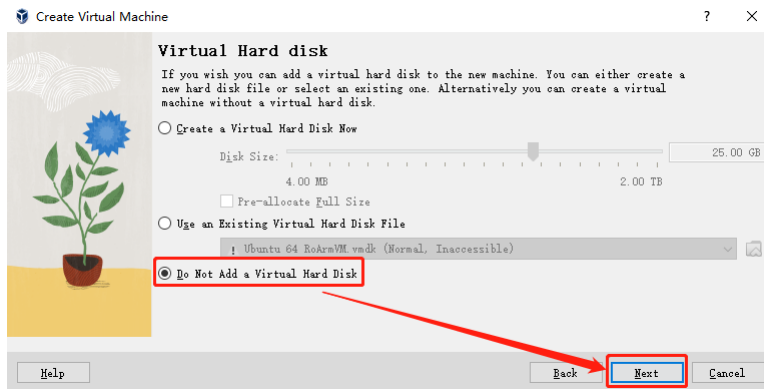 Create Virtual Machine
? ×
Virtual Hard disk
If you wish you can add a virtual hard disk to the new machine. You can either create a
new hard disk file or select an existing one. Alternatively you can create a virtual
machine without a virtual hard disk.
Create a Virtual Hard Disk Now
Disk Size:
25.00 GB
4.00 MB 2.00 TB
Pre-allocate Full Size
Use an Existing Virtual Hard Disk File
! Ubuntu 64 RoArmVM.vmdk (Normal, Inaccessible)
Do Not Add a Virtual Hard Disk
Help Back Next Cancel